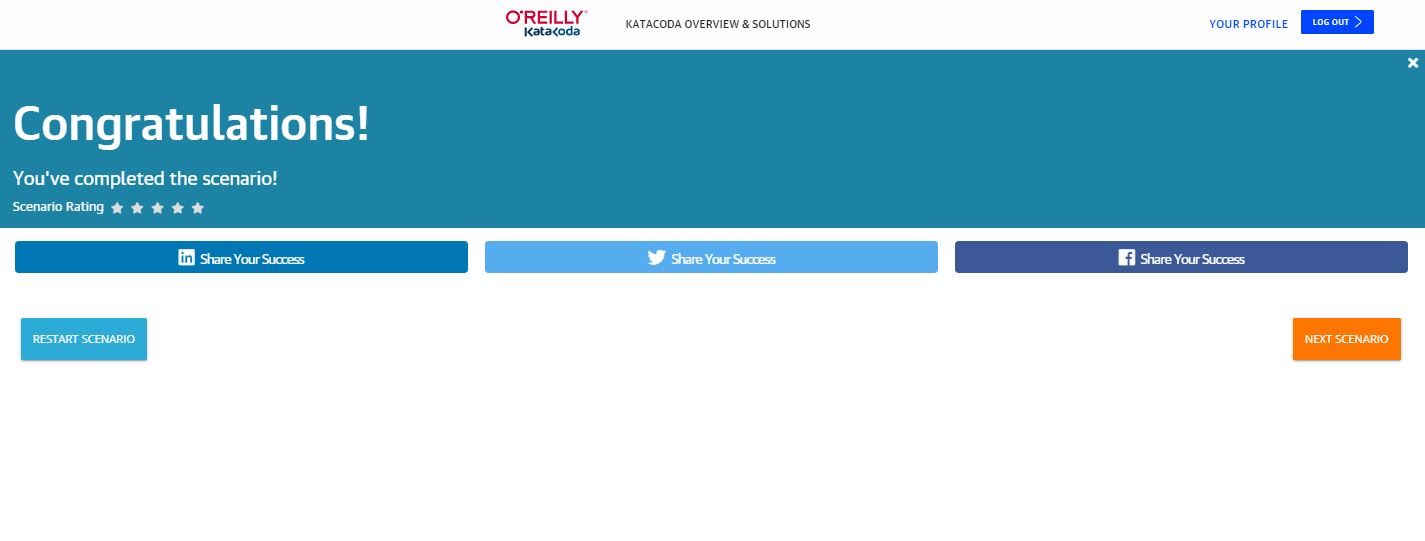 O'REILLY®
KataKoda
KATACODA OVERVIEW & SOLUTIONS
YOUR PROFILE
LOG OUT
Congratulations!
You've completed the scenario!
Scenario Rating
Share Your Success
Share Your Success
Share Your Success
RESTART SCENARIO
NEXT SCENARIO